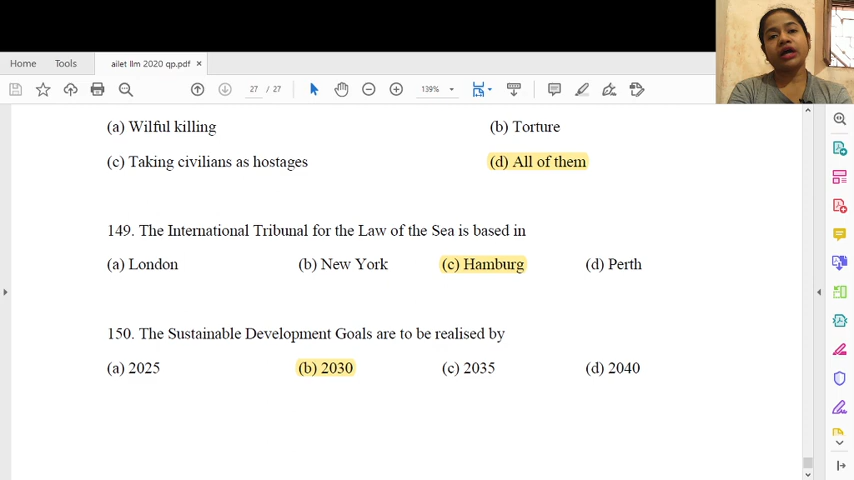 Home Tools ailet llm 2020 qp.pdf ×
27 / 27 139%
(a) Wilful killing (b) Torture
(c) Taking civilians as hostages (d) All of them
149. The International Tribunal for the Law of the Sea is based in
(a) London (b) New York (c) Hamburg (d) Perth
150. The Sustainable Development Goals are to be realised by
(a) 2025 (b) 2030 (c) 2035 (d) 2040